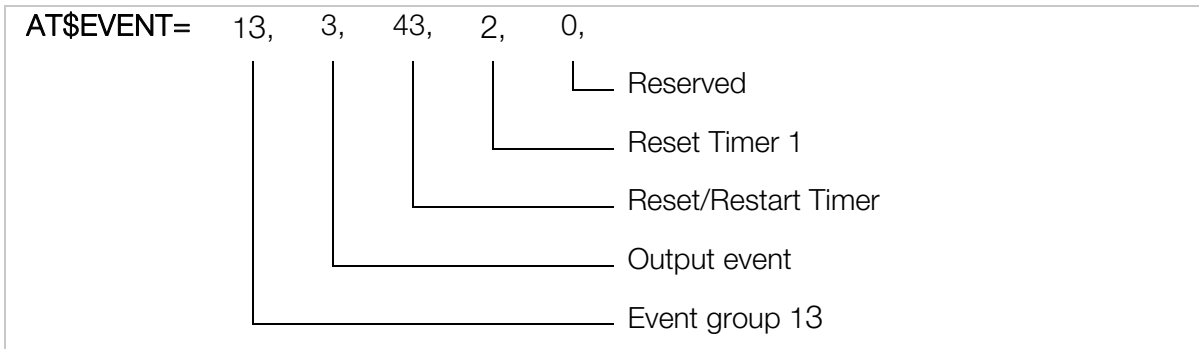 AT$EVENT= 13, 3, 43, 2, 0,
Reserved
Reset Timer 1
Reset/Restart Timer
Output event
Event group 13